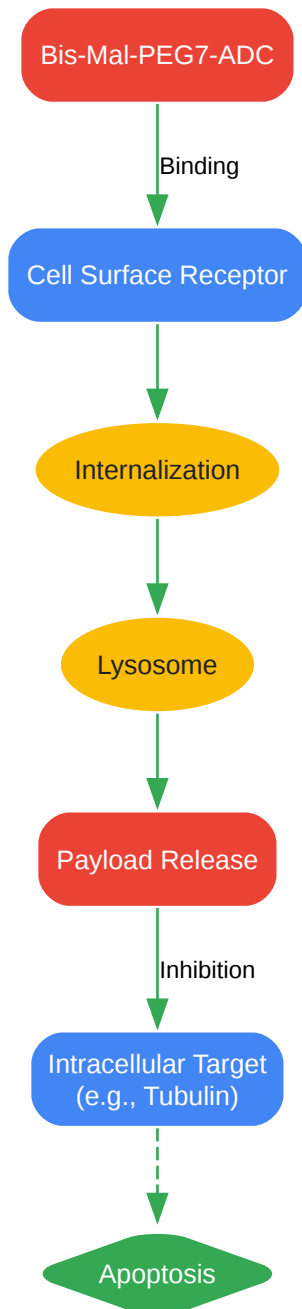 Bis-Mal-PEG7-ADC
Binding
Cell Surface Receptor
Internalization
Lysosome
Payload Release
Inhibition
Intracellular Target
(e.g., Tubulin)
Apoptosis